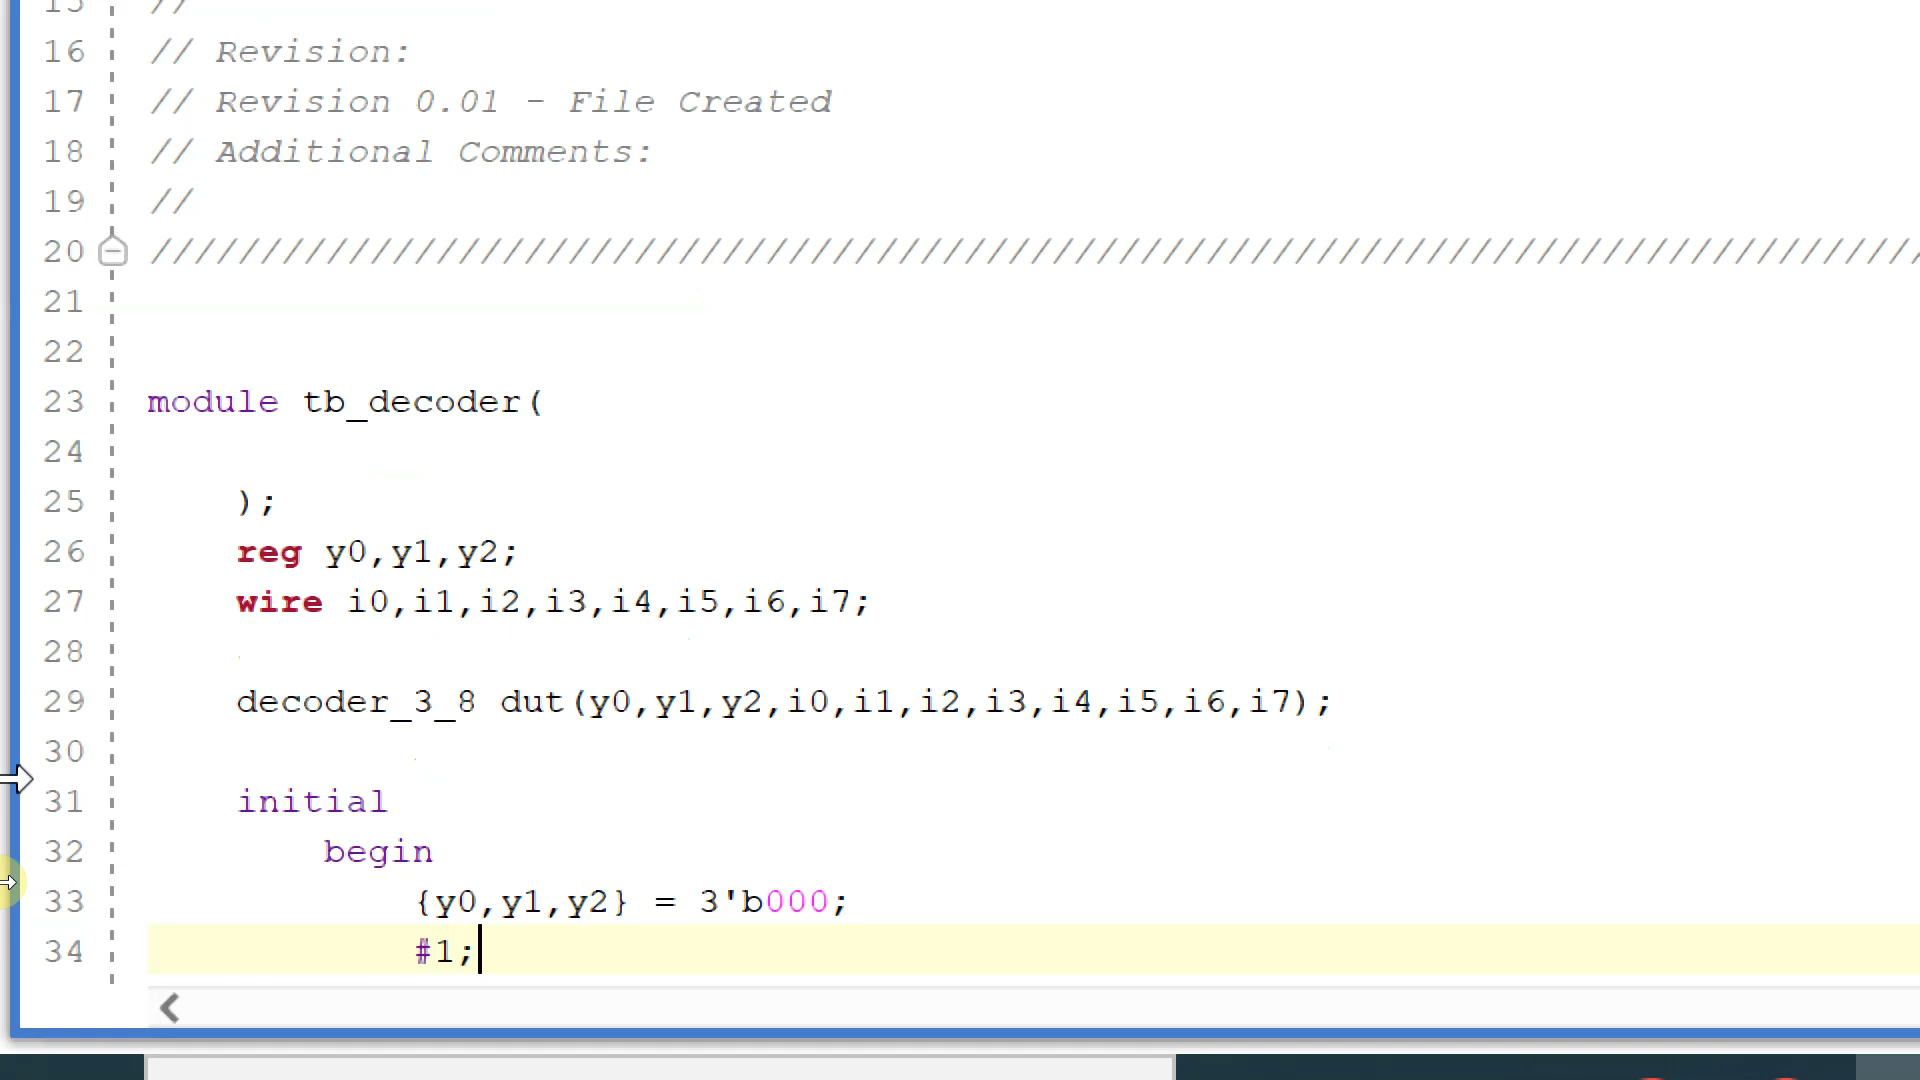 15 //
16 // Revision:
17 // Revision 0.01 - File Created
18 // Additional Comments:
19 //
20 ////////////////////////////////////////////////////////////////////////////////
21
22
23 module tb_decoder(
24
25 );
26 reg y0,y1,y2;
27 wire i0,i1,i2,i3,i4,i5,i6,i7;
28
29 decoder_3_8 dut(y0,y1,y2,i0,i1,i2,i3,i4,i5,i6,i7);
30
31 initial
32 begin
33 {y0,y1,y2} = 3'b000;
34 #1;